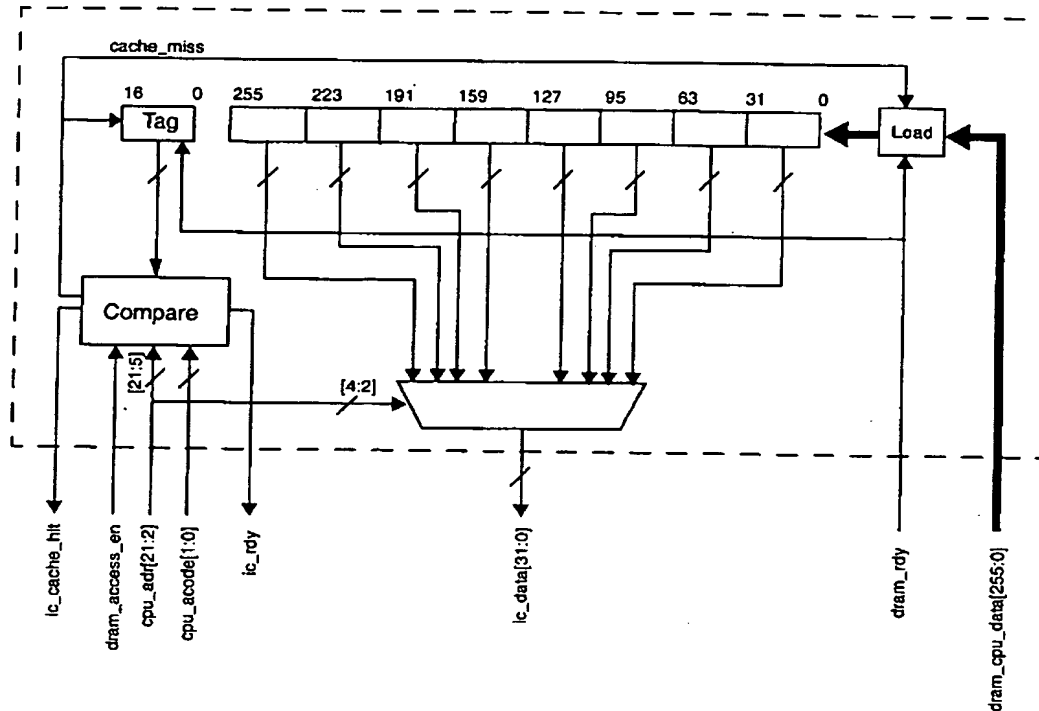 cache_miss
16 0 255 223 191 159 127 95 63 31 0
Tag
Load
Compare
[21:5]
[4:2]
ic_cache_hit
dram_access_en
cpu_adr[21:2]
cpu_acode[1:0]
ic_rdy
ic_data[31:0]
dram_rdy
dram_cpu_data[255:0]